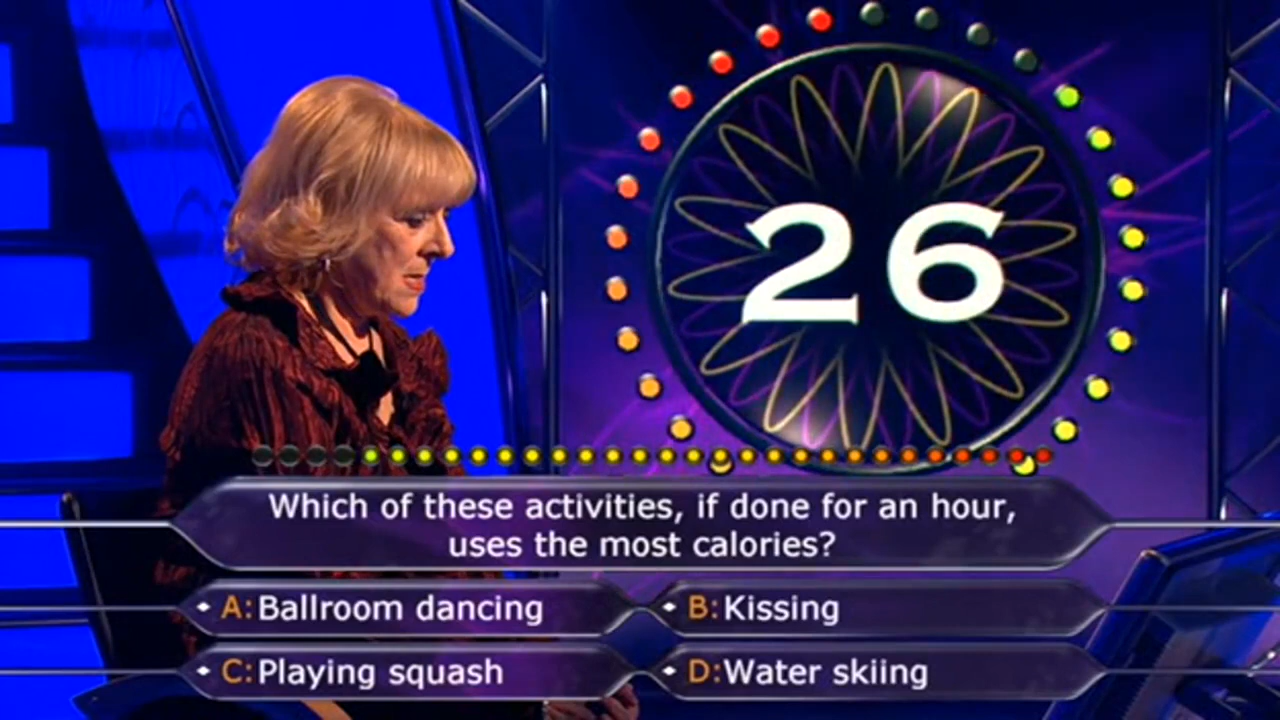 26
Which of these activities, if done for an hour,
uses the most calories?
A: Ballroom dancing
B: Kissing
C: Playing squash
D: Water skiing